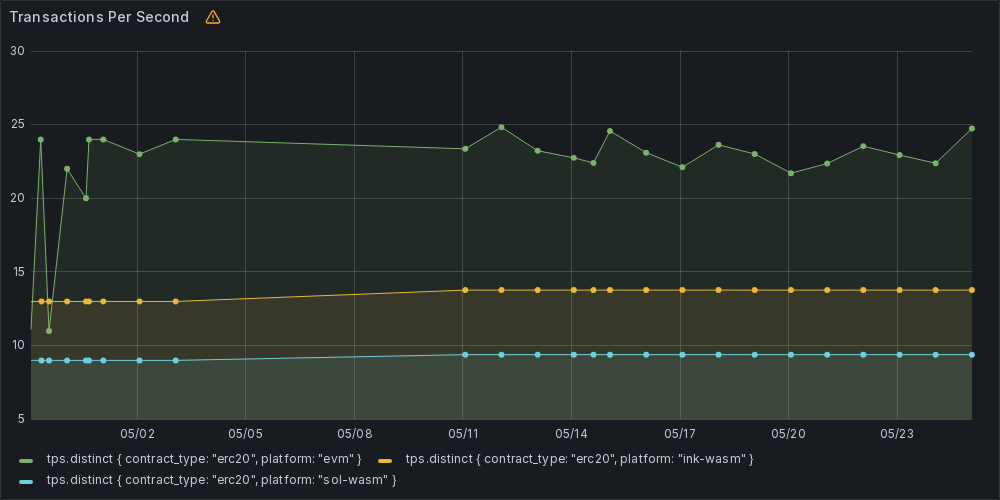 Transactions Per Second
30
25
20
15
10
5
05/02 05/05 05/08 05/11 05/14 05/17 05/20 05/23
tps.distinct { contract_type: "erc20", platform: "evm" } tps.distinct { contract_type: "erc20", platform: "ink-wasm" }
tps.distinct { contract_type: "erc20", platform: "sol-wasm" }